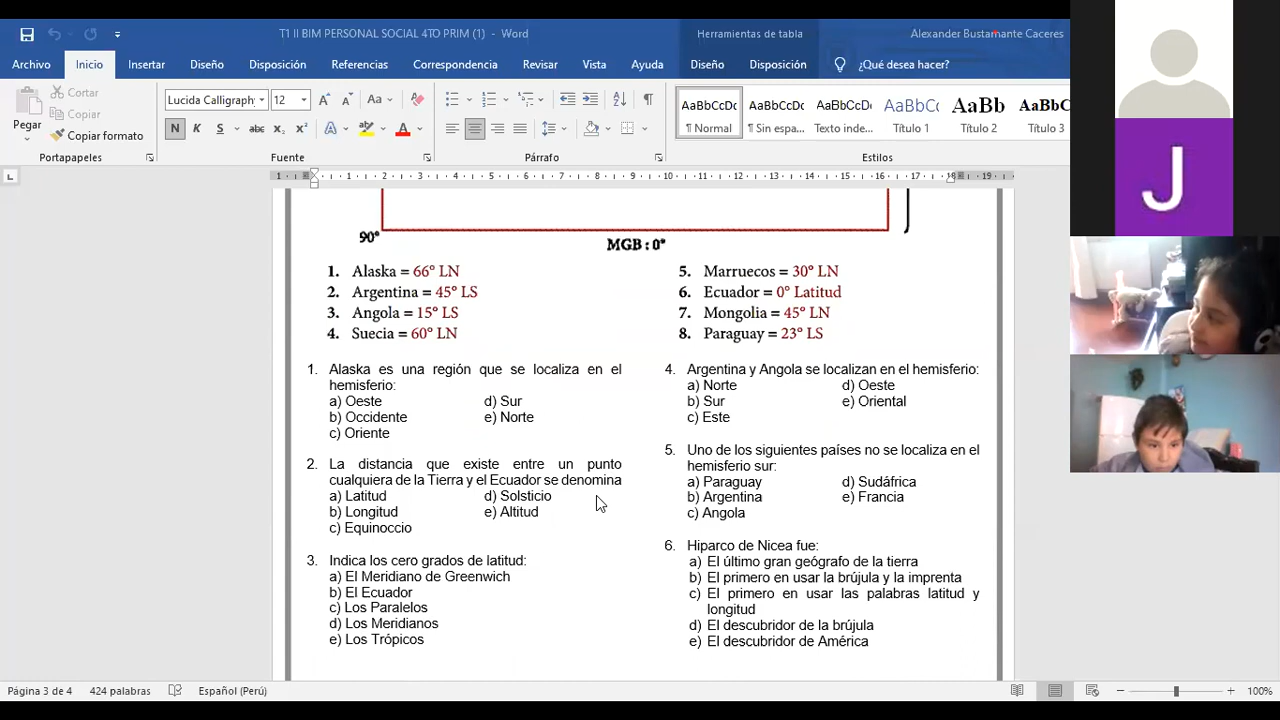 T1 II BIM PERSONAL SOCIAL 4TO PRIM (1) - Word
Herramientas de tabla
Alexander Bustamante Caceres
Archivo Inicio Insertar Diseño Disposición Referencias Correspondencia Revisar Vista Ayuda Diseño Disposición ¿Qué desea hacer?
Pegar
Cortar
Copiar
Copiar formato
Portapapeles
Lucida Calligraph 12
N K S abc x₂ x²
Fuente
Párrafo
AaBbCcDc AaBbCcDc AaBbCcDc AaBbCc AaBb AaBbCc
¶ Normal ¶ Sin espa... Texto inde... Título 1 Título 2 Título 3
Estilos
J
90°
MGB : 0°
1. Alaska = 66° LN
2. Argentina = 45° LS
3. Angola = 15° LS
4. Suecia = 60° LN
5. Marruecos = 30° LN
6. Ecuador = 0° Latitud
7. Mongolia = 45° LN
8. Paraguay = 23° LS
1. Alaska es una región que se localiza en el
hemisferio:
a) Oeste d) Sur
b) Occidente e) Norte
c) Oriente
2. La distancia que existe entre un punto
cualquiera de la Tierra y el Ecuador se denomina
a) Latitud d) Solsticio
b) Longitud e) Altitud
c) Equinoccio
3. Indica los cero grados de latitud:
a) El Meridiano de Greenwich
b) El Ecuador
c) Los Paralelos
d) Los Meridianos
e) Los Trópicos
4. Argentina y Angola se localizan en el hemisferio:
a) Norte d) Oeste
b) Sur e) Oriental
c) Este
5. Uno de los siguientes países no se localiza en el
hemisferio sur:
a) Paraguay d) Sudáfrica
b) Argentina e) Francia
c) Angola
6. Hiparco de Nicea fue:
a) El último gran geógrafo de la tierra
b) El primero en usar la brújula y la imprenta
c) El primero en usar las palabras latitud y
longitud
d) El descubridor de la brújula
e) El descubridor de América
Página 3 de 4 424 palabras Español (Perú) 100%